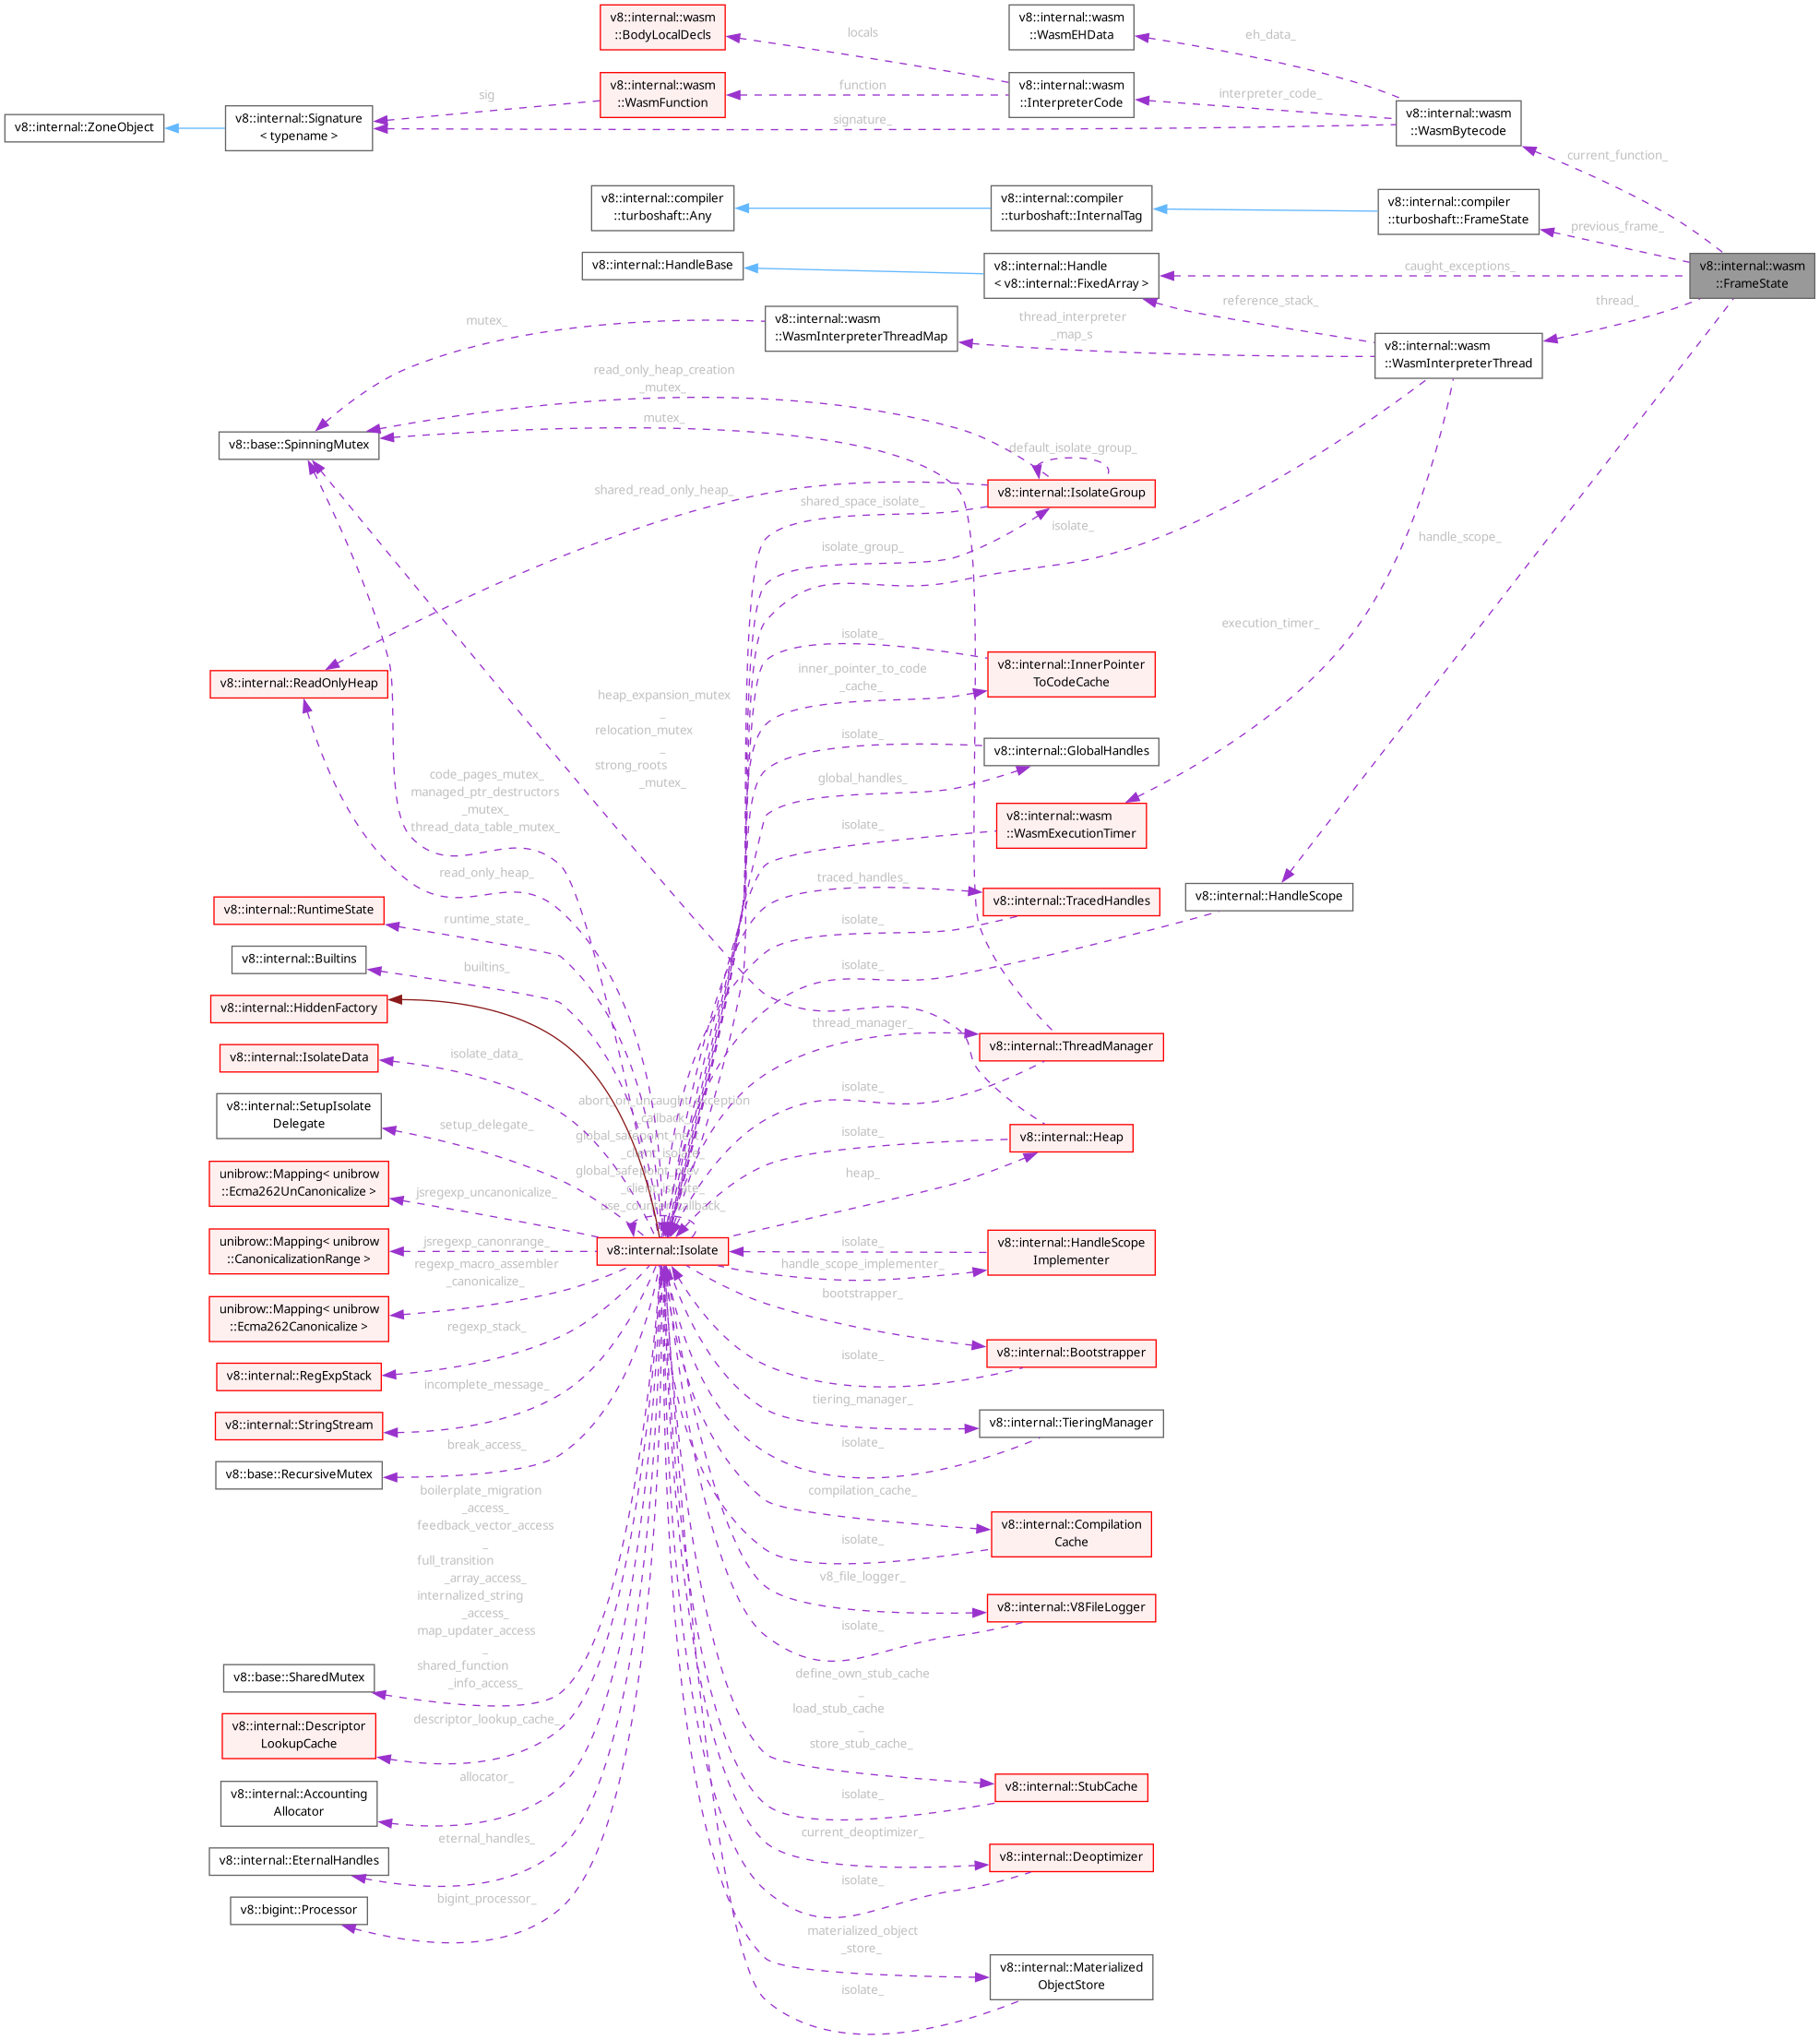 v8::internal::wasm
::BodyLocalDecls
v8::internal::wasm
::WasmEHData
locals
eh_data_
v8::internal::wasm
::WasmFunction
v8::internal::wasm
::InterpreterCode
sig
function
interpreter_code_
v8::internal::ZoneObject
v8::internal::Signature
< typename >
signature_
v8::internal::wasm
::WasmBytecode
current_function_
v8::internal::compiler
::turboshaft::Any
v8::internal::compiler
::turboshaft::InternalTag
v8::internal::compiler
::turboshaft::FrameState
previous_frame_
v8::internal::HandleBase
v8::internal::Handle
< v8::internal::FixedArray >
caught_exceptions_
v8::internal::wasm
::FrameState
reference_stack_
thread_
mutex_
v8::internal::wasm
::WasmInterpreterThreadMap
thread_interpreter
_map_s
v8::internal::wasm
::WasmInterpreterThread
read_only_heap_creation
_mutex_
mutex_
v8::base::SpinningMutex
default_isolate_group_
shared_read_only_heap_
v8::internal::IsolateGroup
shared_space_isolate_
isolate_group_
isolate_
handle_scope_
execution_timer_
isolate_
v8::internal::InnerPointer
ToCodeCache
v8::internal::ReadOnlyHeap
inner_pointer_to_code
_cache_
heap_expansion_mutex
_
relocation_mutex
_
strong_roots
_mutex_
isolate_
v8::internal::GlobalHandles
global_handles_
code_pages_mutex_
managed_ptr_destructors
_mutex_
thread_data_table_mutex_
isolate_
v8::internal::wasm
::WasmExecutionTimer
read_only_heap_
traced_handles_
v8::internal::TracedHandles
v8::internal::HandleScope
v8::internal::RuntimeState
runtime_state_
isolate_
v8::internal::Builtins
builtins_
isolate_
v8::internal::HiddenFactory
thread_manager_
v8::internal::ThreadManager
v8::internal::IsolateData
isolate_data_
isolate_
v8::internal::SetupIsolate
Delegate
setup_delegate_
abort_on_uncaught_exception
_callback_
global_safepoint_next
_client_isolate_
global_safepoint_prev
_client_isolate_
use_counter_callback_
isolate_
v8::internal::Heap
heap_
unibrow::Mapping< unibrow
::Ecma262UnCanonicalize >
jsregexp_uncanonicalize_
unibrow::Mapping< unibrow
::CanonicalizationRange >
jsregexp_canonrange_
v8::internal::Isolate
isolate_
handle_scope_implementer_
v8::internal::HandleScope
Implementer
regexp_macro_assembler
_canonicalize_
unibrow::Mapping< unibrow
::Ecma262Canonicalize >
bootstrapper_
regexp_stack_
v8::internal::Bootstrapper
isolate_
v8::internal::RegExpStack
incomplete_message_
tiering_manager_
v8::internal::StringStream
v8::internal::TieringManager
break_access_
isolate_
v8::base::RecursiveMutex
boilerplate_migration
_access_
feedback_vector_access
_
full_transition
_array_access_
internalized_string
_access_
map_updater_access
_
shared_function
_info_access_
compilation_cache_
v8::internal::Compilation
Cache
isolate_
v8_file_logger_
v8::internal::V8FileLogger
isolate_
v8::base::SharedMutex
define_own_stub_cache
_
load_stub_cache
_
store_stub_cache_
v8::internal::Descriptor
LookupCache
descriptor_lookup_cache_
v8::internal::StubCache
isolate_
v8::internal::Accounting
Allocator
allocator_
current_deoptimizer_
v8::internal::EternalHandles
eternal_handles_
v8::internal::Deoptimizer
isolate_
v8::bigint::Processor
bigint_processor_
materialized_object
_store_
v8::internal::Materialized
ObjectStore
isolate_